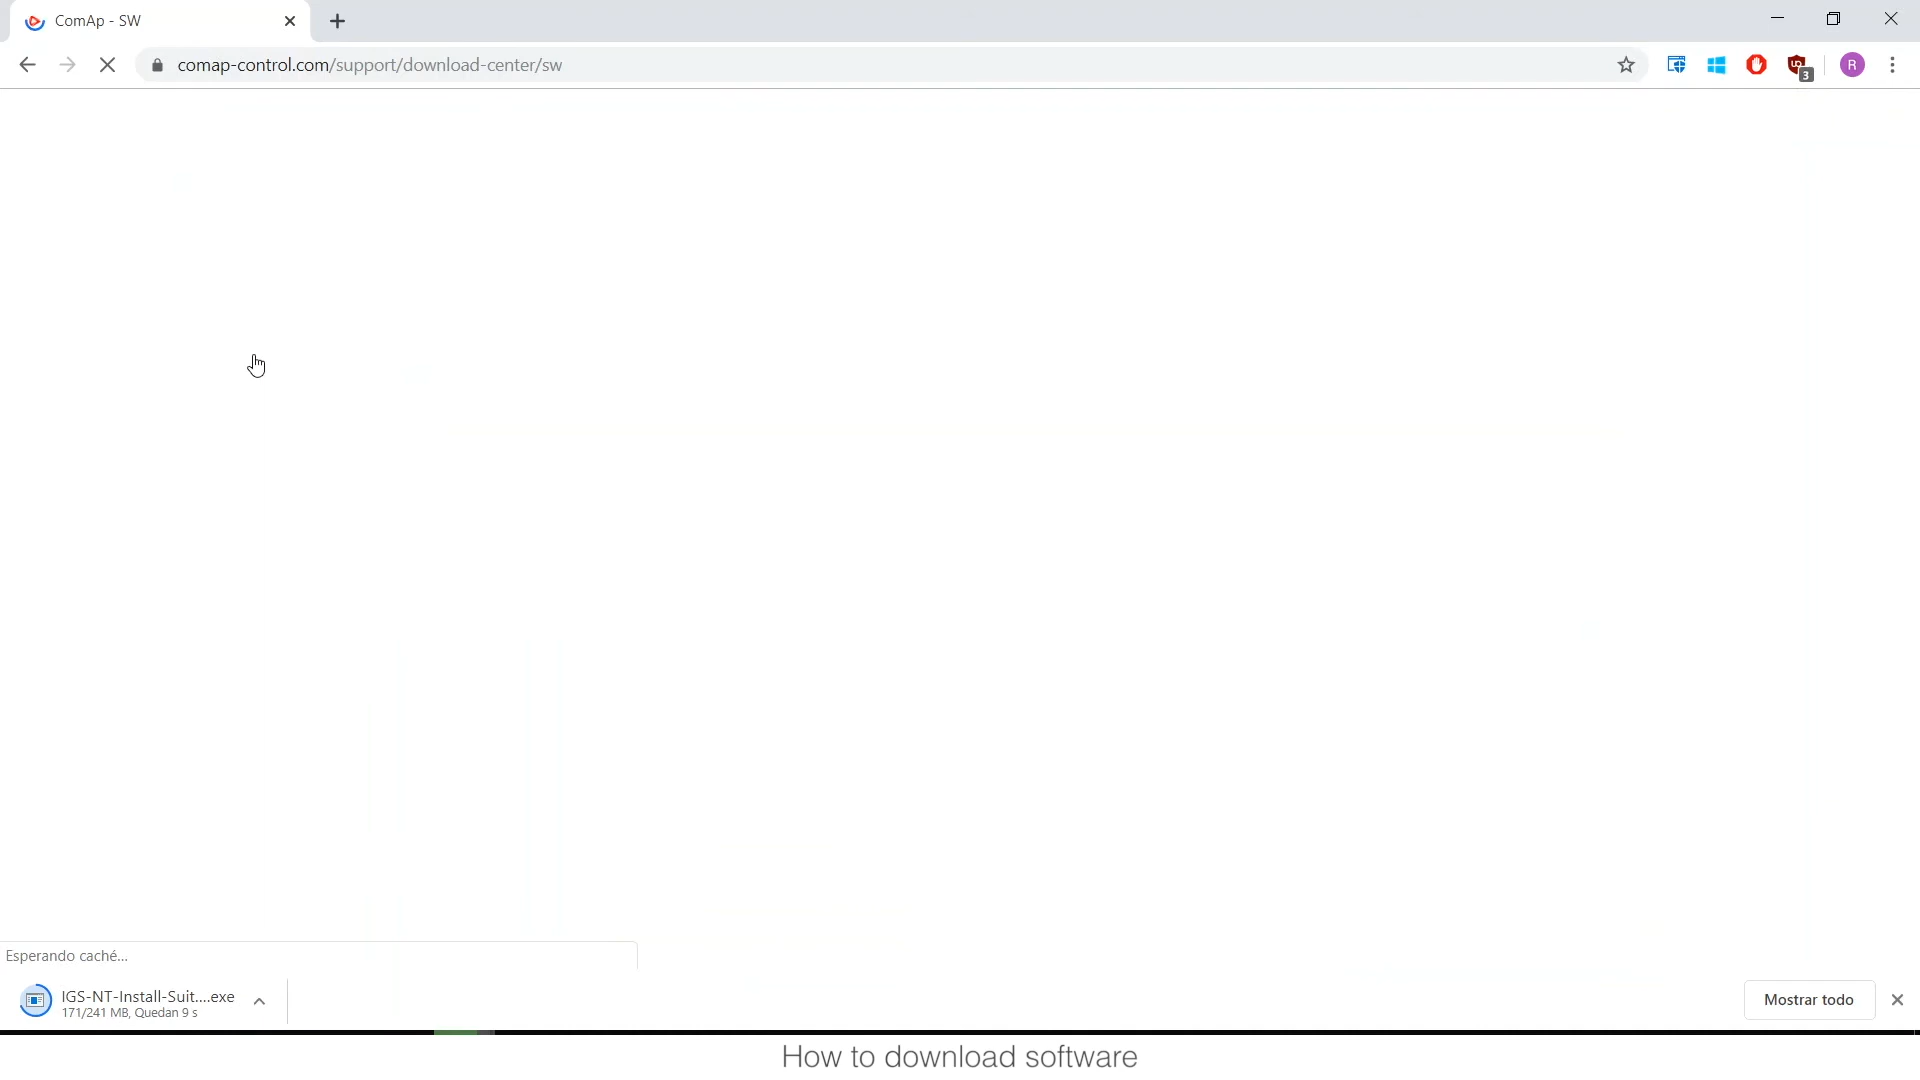 ComAp - SW
comap-control.com/support/download-center/sw
3
R
Esperando caché...
IGS-NT-Install-Suit....exe
171/241 MB, Quedan 9 s
Mostrar todo
How to download software